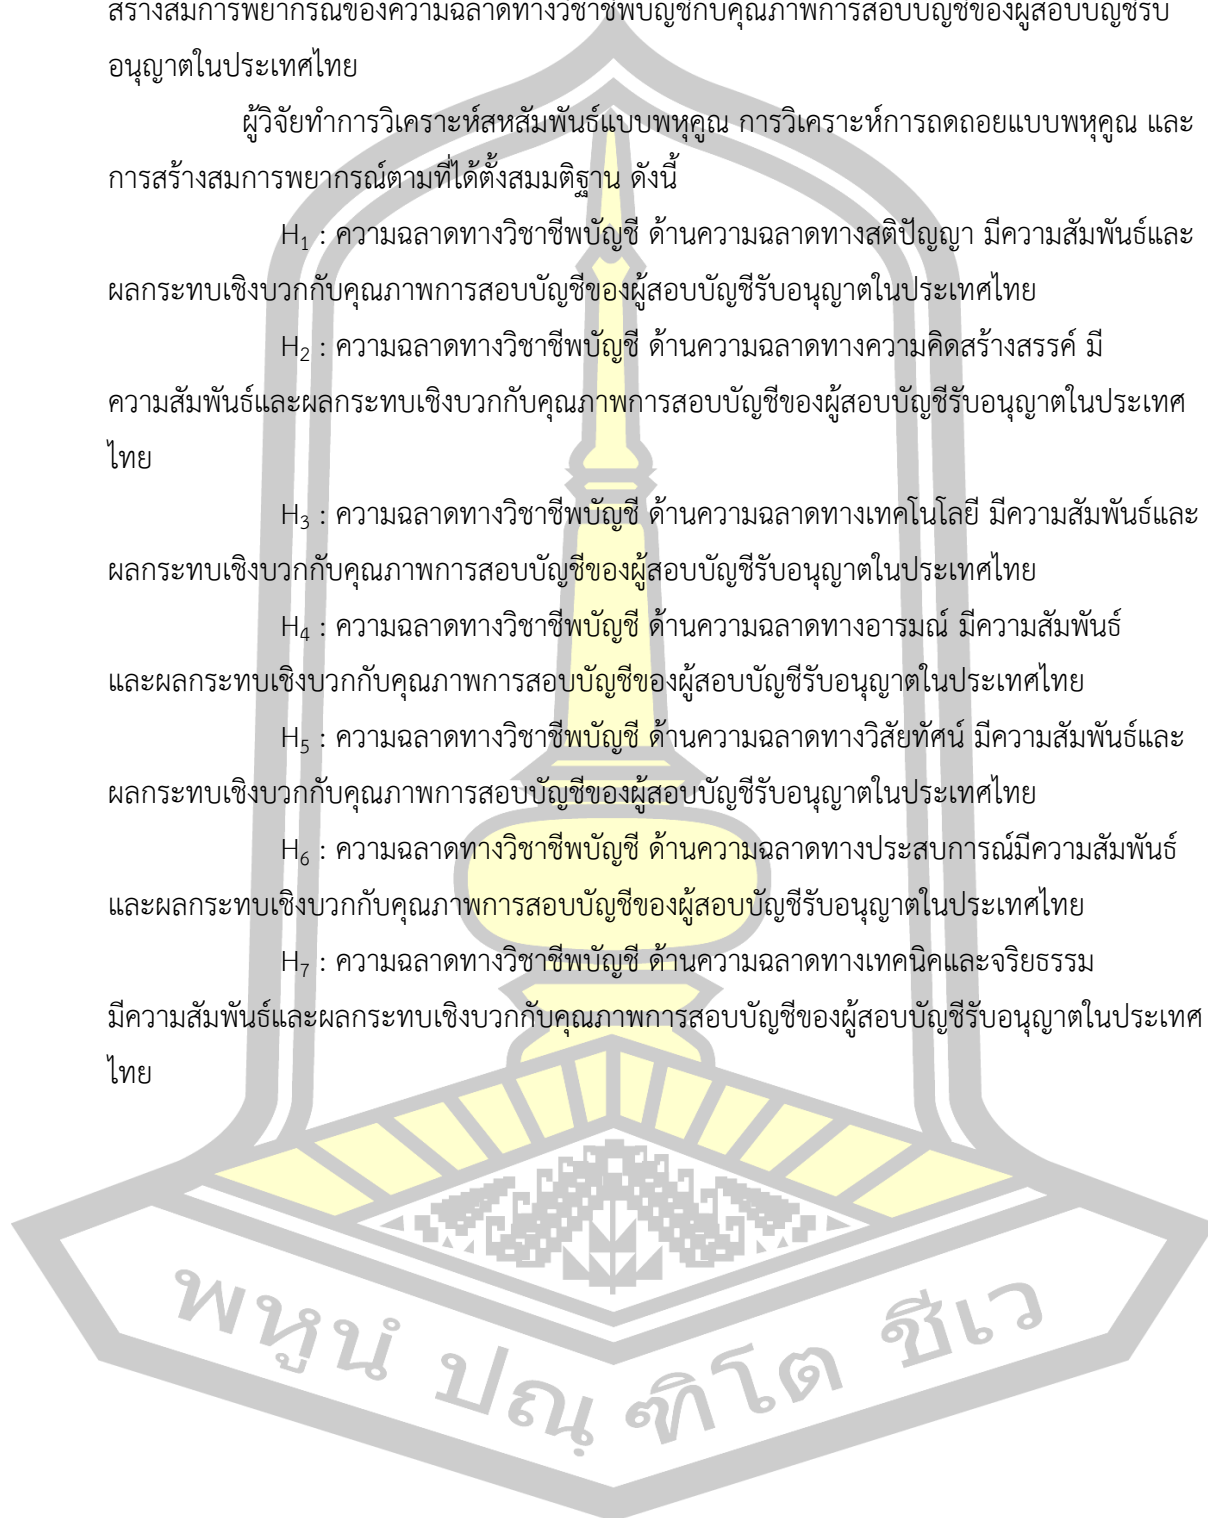 สร้างสมการพยากรณ์ของความฉลาดทางวิชาชีพบัญชีกับคุณภาพการสอบบัญชีของผู้สอบบัญชีรับ
อนุญาตในประเทศไทย
ผู้วิจัยทำการวิเคราะห์สหสัมพันธ์แบบพหุคูณ การวิเคราะห์การถดถอยแบบพหุคูณ และ
การสร้างสมการพยากรณ์ตามที่ได้ตั้งสมมติฐาน ดังนี้
H₁ : ความฉลาดทางวิชาชีพบัญชี ด้านความฉลาดทางสติปัญญา มีความสัมพันธ์และ
ผลกระทบเชิงบวกกับคุณภาพการสอบบัญชีของผู้สอบบัญชีรับอนุญาตในประเทศไทย
H₂ : ความฉลาดทางวิชาชีพบัญชี ด้านความฉลาดทางความคิดสร้างสรรค์ มี
ความสัมพันธ์และผลกระทบเชิงบวกกับคุณภาพการสอบบัญชีของผู้สอบบัญชีรับอนุญาตในประเทศ
ไทย
H₃ : ความฉลาดทางวิชาชีพบัญชี ด้านความฉลาดทางเทคโนโลยี มีความสัมพันธ์และ
ผลกระทบเชิงบวกกับคุณภาพการสอบบัญชีของผู้สอบบัญชีรับอนุญาตในประเทศไทย
H₄ : ความฉลาดทางวิชาชีพบัญชี ด้านความฉลาดทางอารมณ์ มีความสัมพันธ์
และผลกระทบเชิงบวกกับคุณภาพการสอบบัญชีของผู้สอบบัญชีรับอนุญาตในประเทศไทย
H₅ : ความฉลาดทางวิชาชีพบัญชี ด้านความฉลาดทางวิสัยทัศน์ มีความสัมพันธ์และ
ผลกระทบเชิงบวกกับคุณภาพการสอบบัญชีของผู้สอบบัญชีรับอนุญาตในประเทศไทย
H₆ : ความฉลาดทางวิชาชีพบัญชี ด้านความฉลาดทางประสบการณ์มีความสัมพันธ์
และผลกระทบเชิงบวกกับคุณภาพการสอบบัญชีของผู้สอบบัญชีรับอนุญาตในประเทศไทย
H₇ : ความฉลาดทางวิชาชีพบัญชี ด้านความฉลาดทางเทคนิคและจริยธรรม
มีความสัมพันธ์และผลกระทบเชิงบวกกับคุณภาพการสอบบัญชีของผู้สอบบัญชีรับอนุญาตในประเทศ
ไทย
พหูนํ ปณฺฑิโต ชีเว